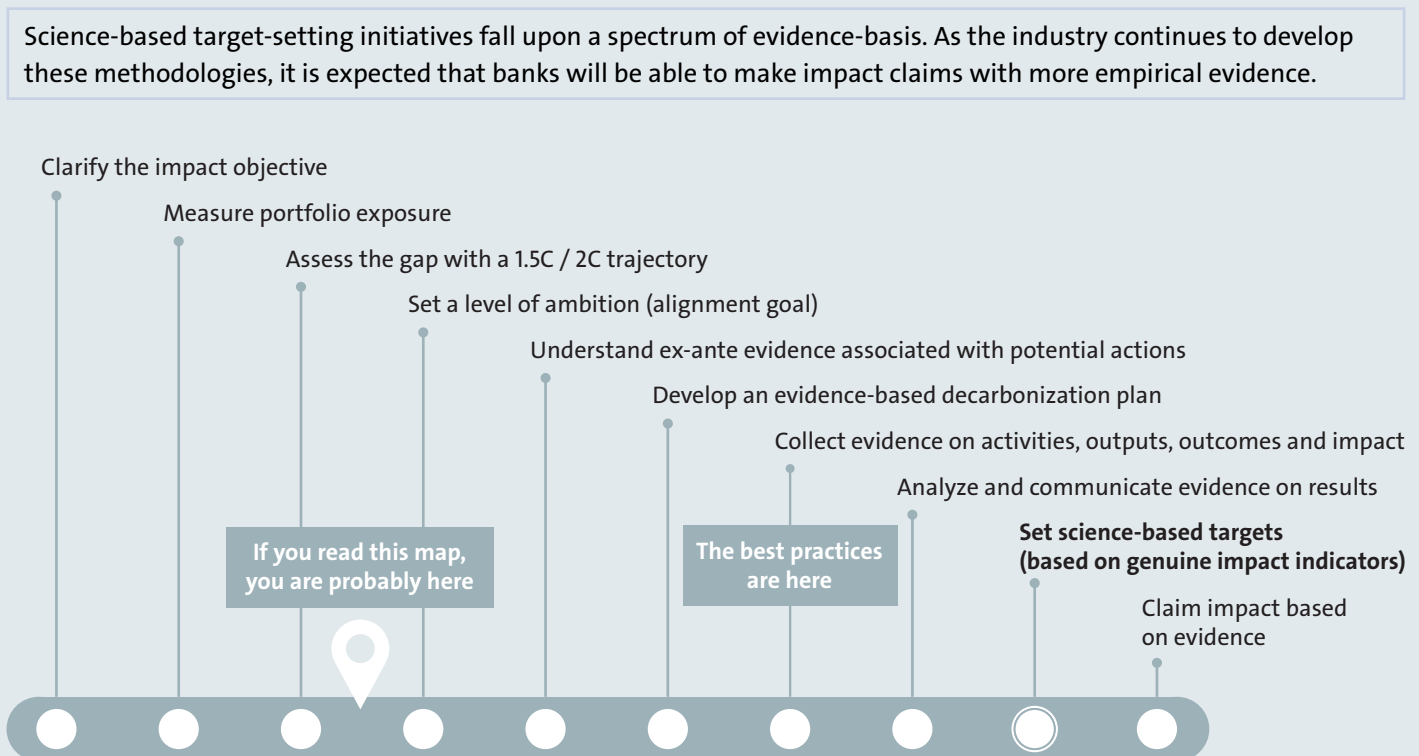 Science-based target-setting initiatives fall upon a spectrum of evidence-basis. As the industry continues to develop
these methodologies, it is expected that banks will be able to make impact claims with more empirical evidence.
Clarify the impact objective
Measure portfolio exposure
Assess the gap with a 1.5C / 2C trajectory
Set a level of ambition (alignment goal)
Understand ex-ante evidence associated with potential actions
Develop an evidence-based decarbonization plan
Collect evidence on activities, outputs, outcomes and impact
Analyze and communicate evidence on results
Set science-based targets
(based on genuine impact indicators)
Claim impact based
on evidence
If you read this map,
you are probably here
The best practices
are here